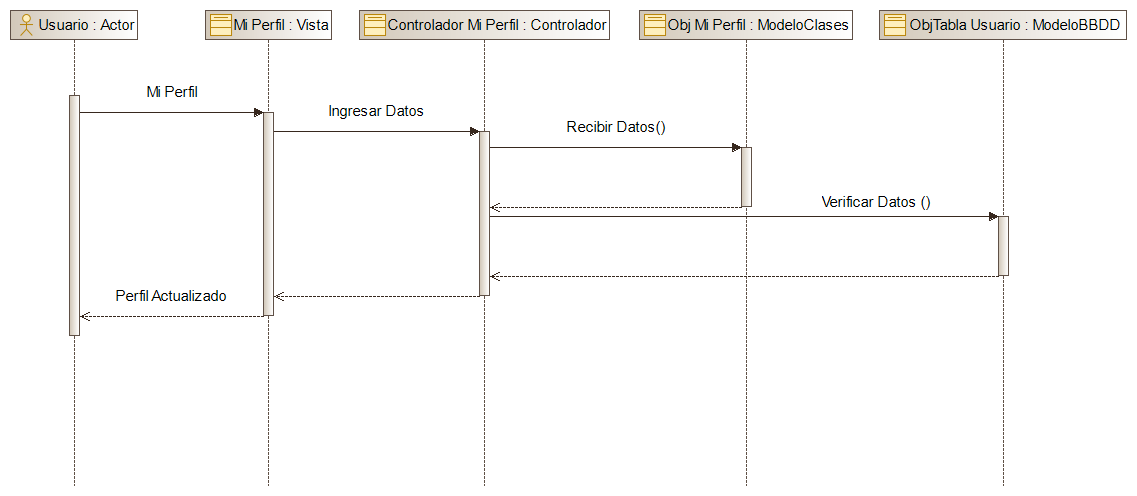 Usuario : Actor
Mi Perfil : Vista
Controlador Mi Perfil : Controlador
Obj Mi Perfil : ModeloClases
ObjTabla Usuario : ModeloBBDD
Mi Perfil
Ingresar Datos
Recibir Datos()
Verificar Datos ()
Perfil Actualizado